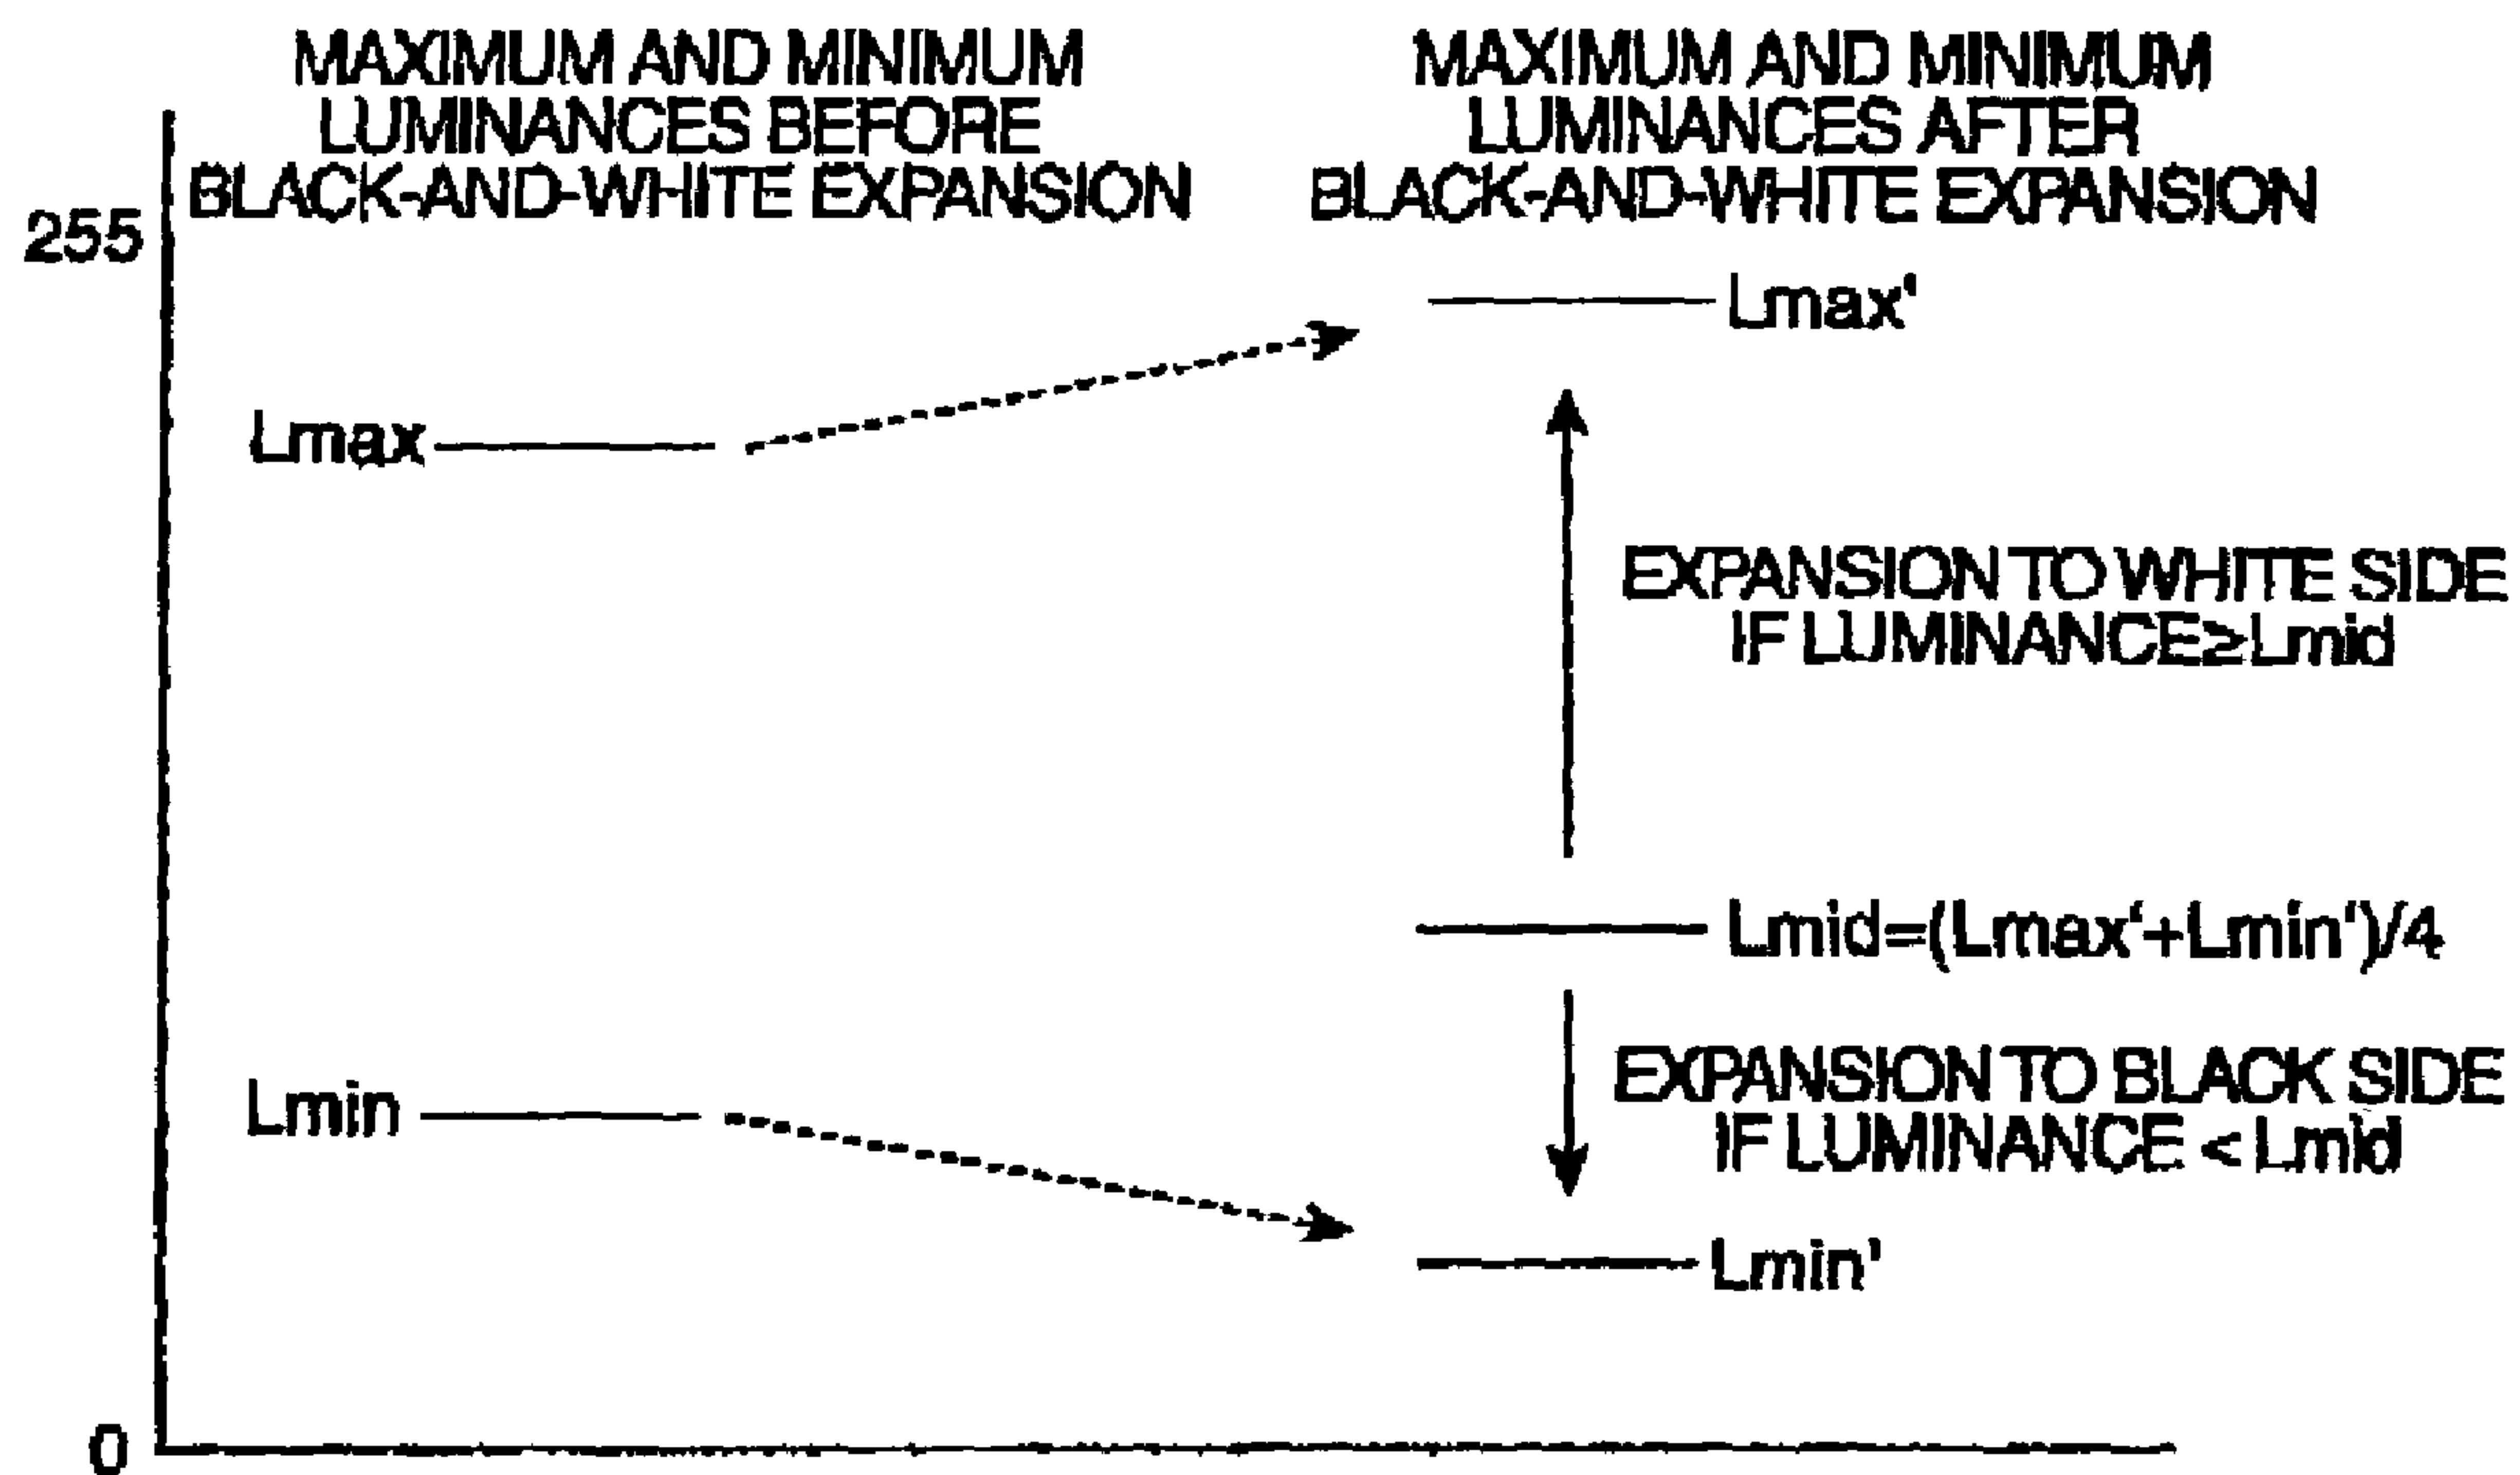 MAXIMUM AND MINIMUM
LUMINANCES BEFORE
BLACK-AND-WHITE EXPANSION
MAXIMUM AND MINIMUM
LUMINANCES AFTER
BLACK-AND-WHITE EXPANSION
255
Lmax'
Lmax
EXPANSION TO WHITE SIDE
IF LUMINANCE≥Lmid
Lmid=(Lmax'+Lmin')/4
Lmin
EXPANSION TO BLACK SIDE
IF LUMINANCE < Lmid
Lmin'
0